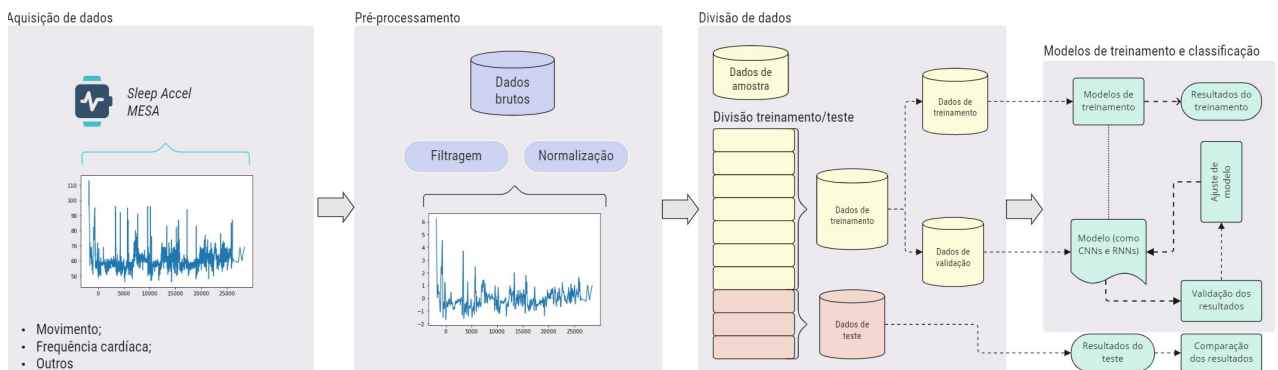 Aquisição de dados
Sleep Accel
MESA
110
100
90
80
70
60
50
0 5000 10000 15000 20000 25000
• Movimento;
• Frequência cardíaca;
• Outros
Pré-processamento
Dados
brutos
Filtragem
Normalização
6
5
4
3
2
1
0
−1
−2
0 5000 10000 15000 20000 25000
Divisão de dados
Dados de
amostra
Divisão treinamento/teste
Dados de
treinamento
Dados de
teste
Dados de
treinamento
Dados de
validação
Modelos de treinamento e classificação
Modelos de
treinamento
Resultados do
treinamento
Ajuste de
modelo
Modelo (como
CNNs e RNNs)
Validação dos
resultados
Resultados do
teste
Comparação
dos resultados